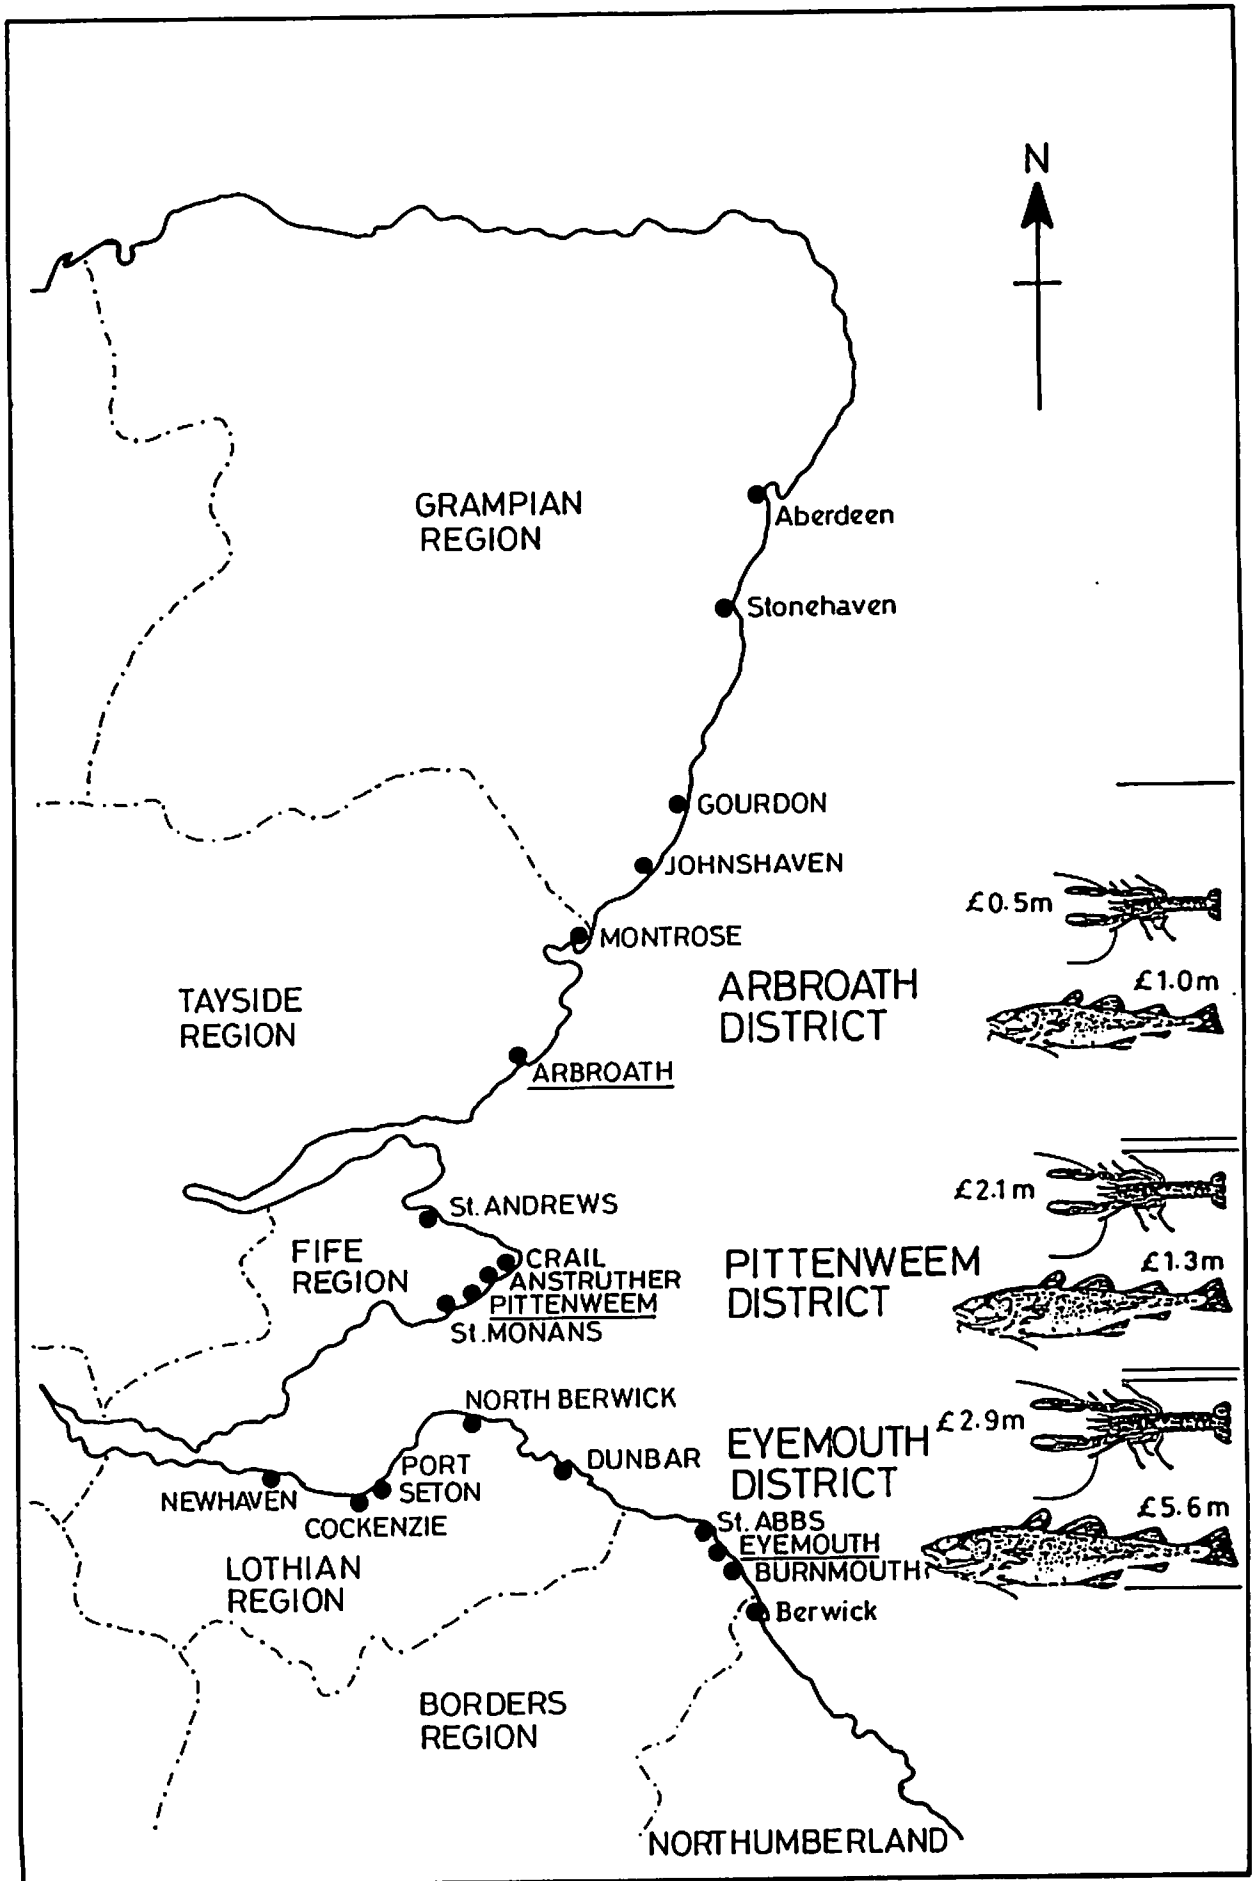 N
GRAMPIAN
REGION
Aberdeen
Stonehaven
GOURDON
JOHNSHAVEN
£0.5m
MONTROSE
ARBROATH
DISTRICT
£1.0m
TAYSIDE
REGION
ARBROATH
£2.1m
St.ANDREWS
FIFE
REGION
CRAIL
ANSTRUTHER
PITTENWEEM
St.MONANS
PITTENWEEM
DISTRICT
£1.3m
NORTH BERWICK
£2.9m
EYEMOUTH
DISTRICT
DUNBAR
PORT
SETON
NEWHAVEN
COCKENZIE
£5.6m
St.ABBS
EYEMOUTH
BURNMOUTH
LOTHIAN
REGION
Berwick
BORDERS
REGION
NORTHUMBERLAND